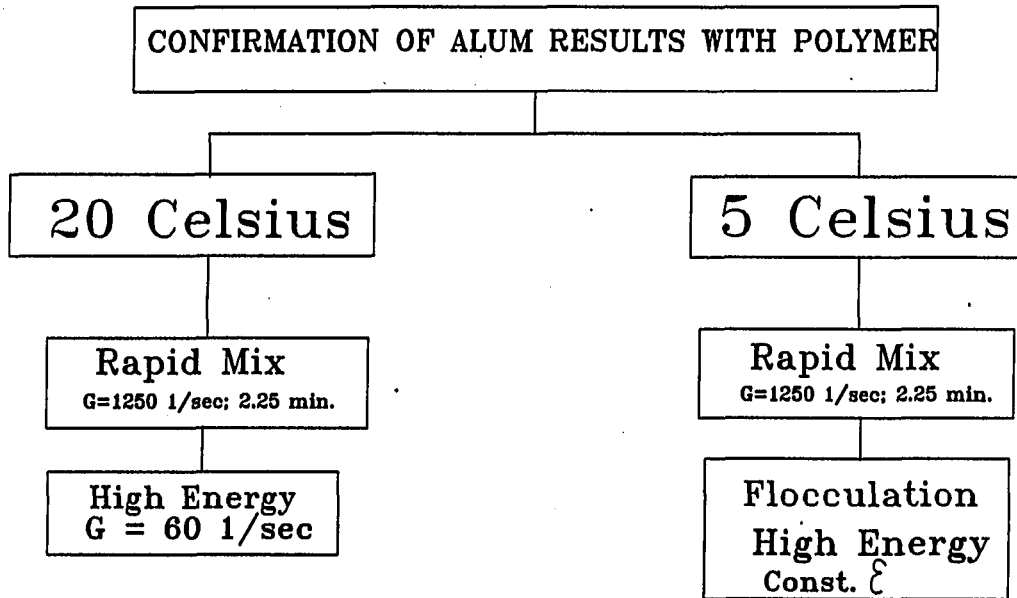 CONFIRMATION OF ALUM RESULTS WITH POLYMER
20 Celsius
5 Celsius
Rapid Mix
G=1250 1/sec; 2.25 min.
Rapid Mix
G=1250 1/sec; 2.25 min.
High Energy
G = 60 1/sec
Flocculation
High Energy
Const. ε